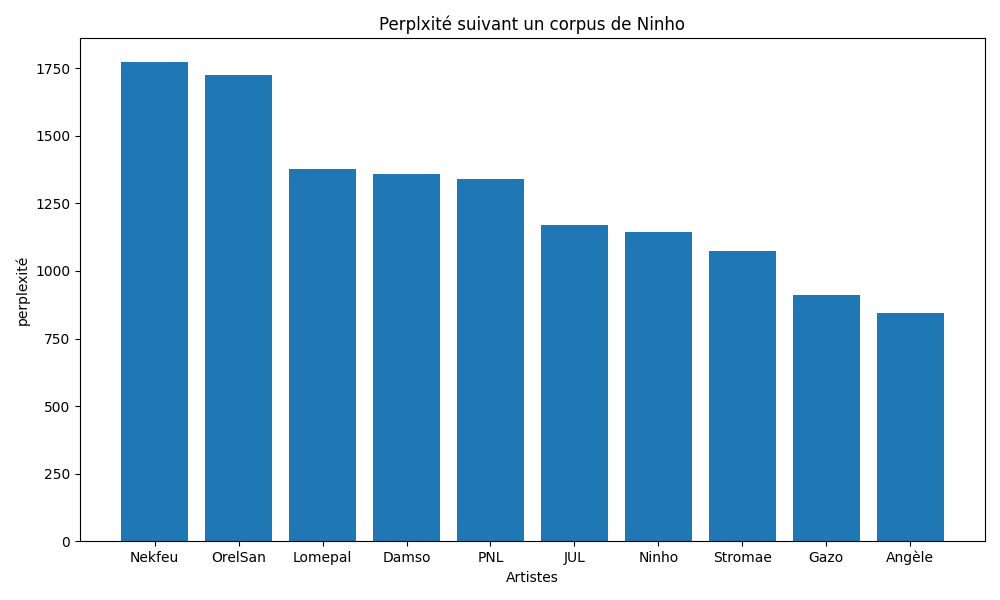 Perplxité suivant un corpus de Ninho
perplexité
1750
1500
1250
1000
750
500
250
0
Nekfeu OrelSan Lomepal Damso PNL JUL Ninho Stromae Gazo Angèle
Artistes